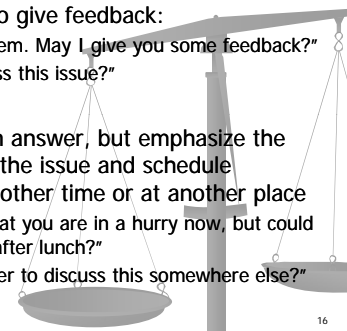 o give feedback:
em. May I give you some feedback?”
ss this issue?”
n answer, but emphasize the
the issue and schedule
other time or at another place
at you are in a hurry now, but could
after lunch?”
er to discuss this somewhere else?”
16